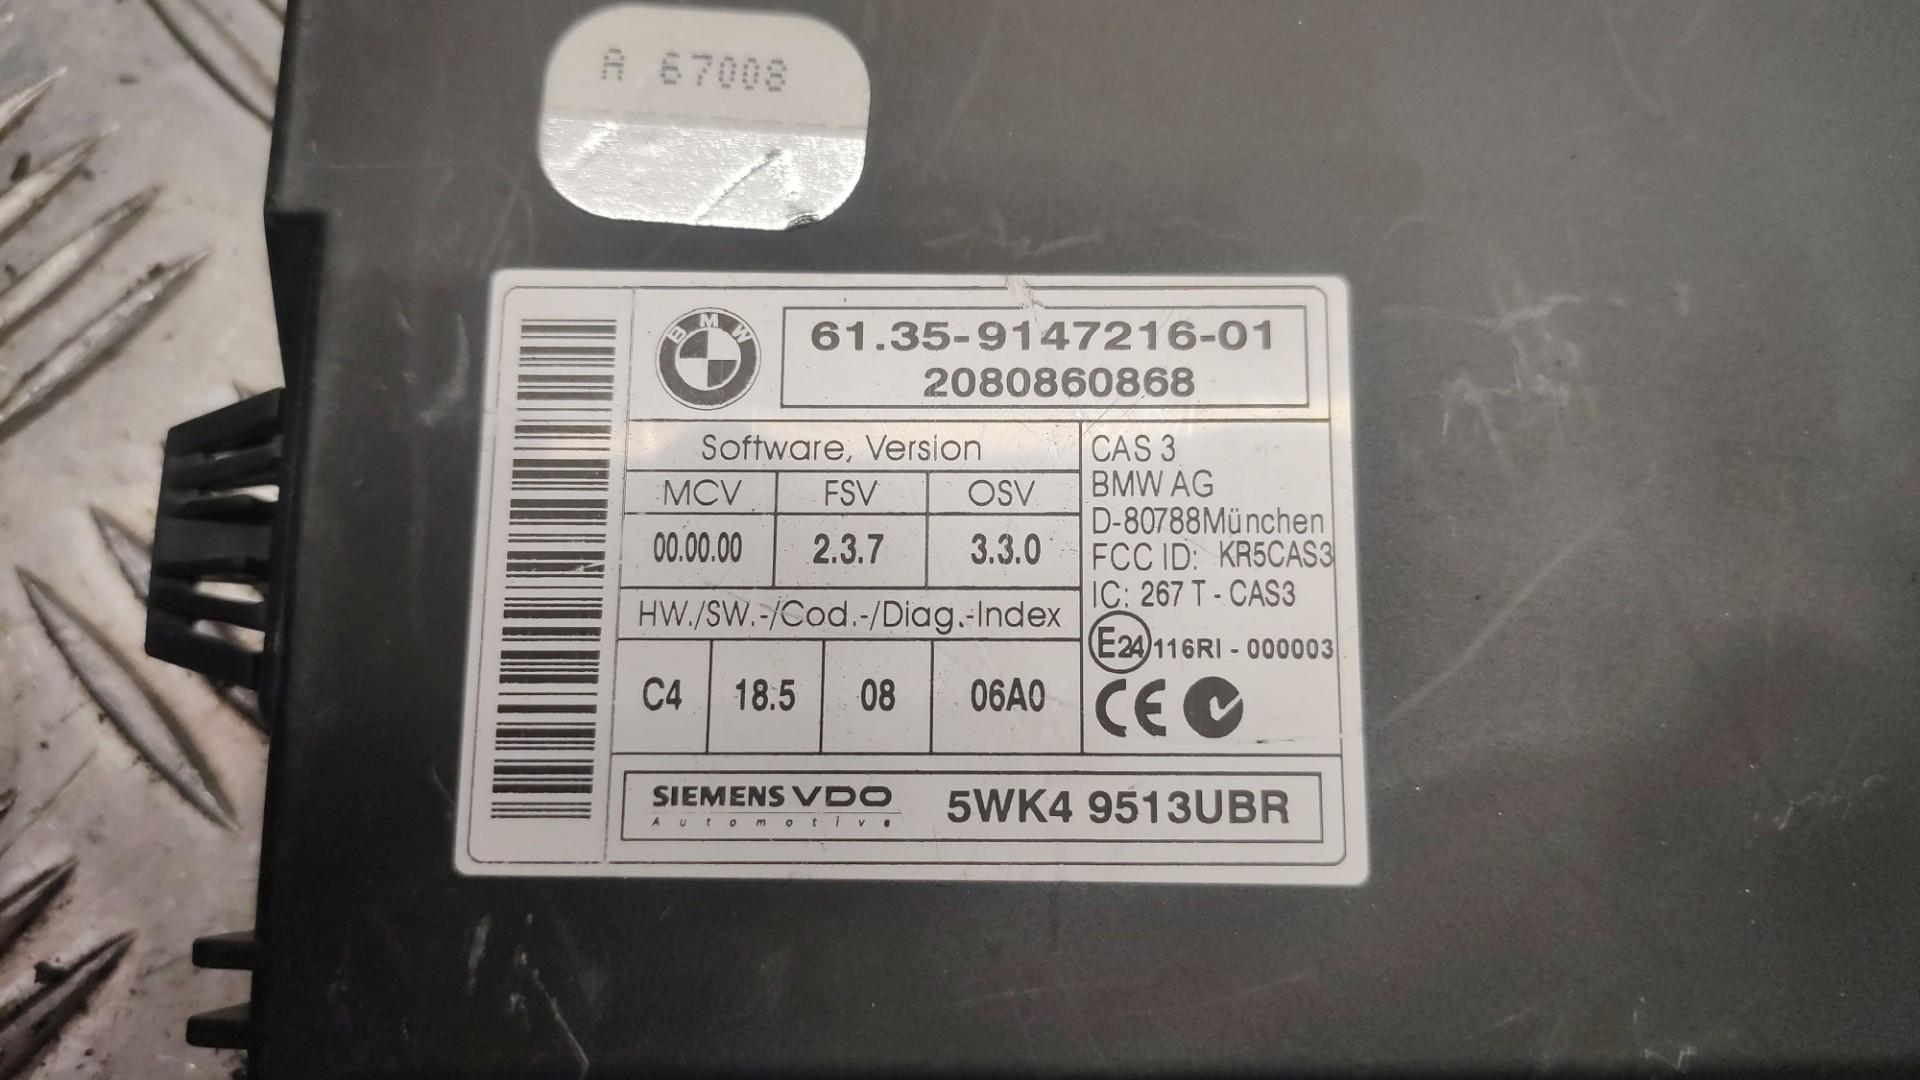 A 67008
BMW
61.35-9147216-01
2080860868
Software, Version
MCV FSV OSV
00.00.00 2.3.7 3.3.0
HW./SW.-/Cod.-/Diag.-Index
C4 18.5 08 06A0
CAS 3
BMW AG
D-80788München
FCC ID: KR5CAS3
IC: 267 T - CAS3
E24 116RI - 000003
CE
SIEMENS VDO
Automotive
5WK4 9513UBR